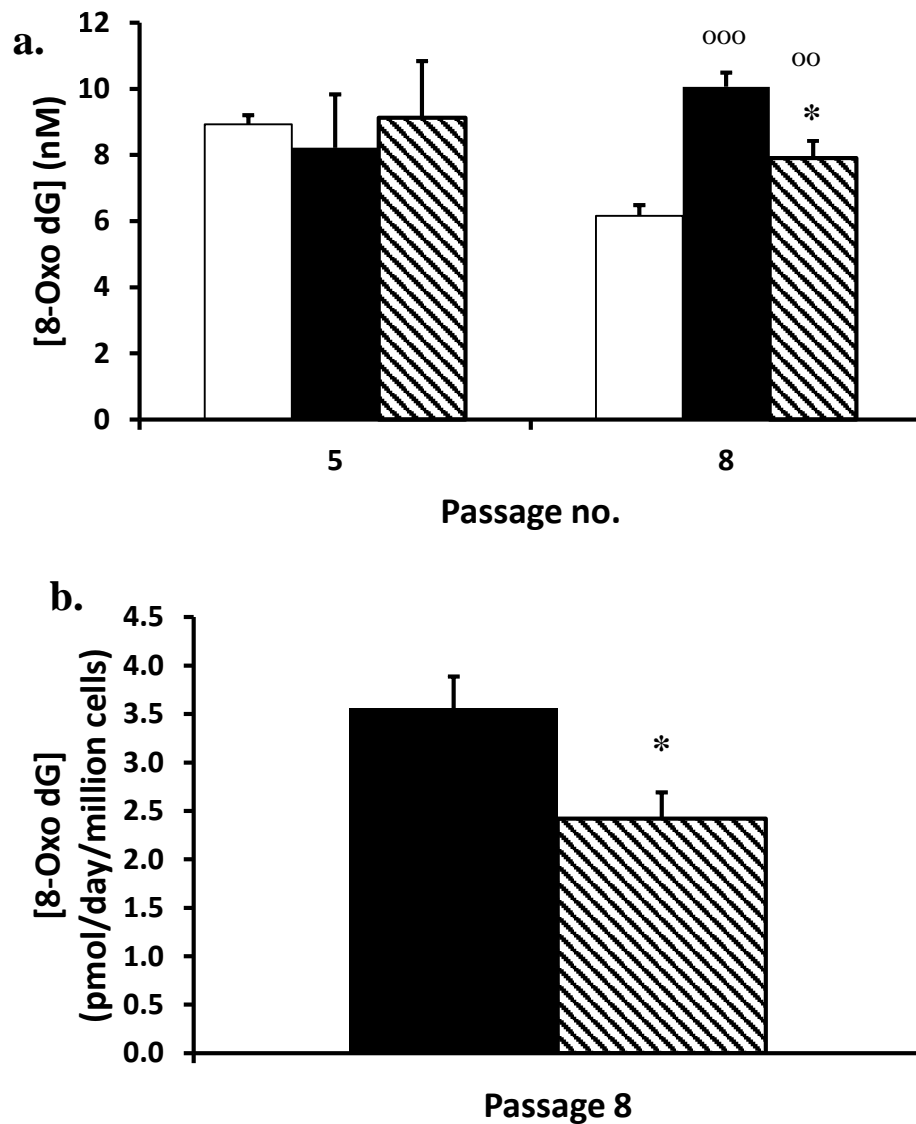 a.
[8-Oxo dG] (nM)
12
10
8
6
4
2
0
ooo
oo
*
5
8
Passage no.
b.
[8-Oxo dG]
(pmol/day/million cells)
4.5
4.0
3.5
3.0
2.5
2.0
1.5
1.0
0.5
0.0
*
Passage 8